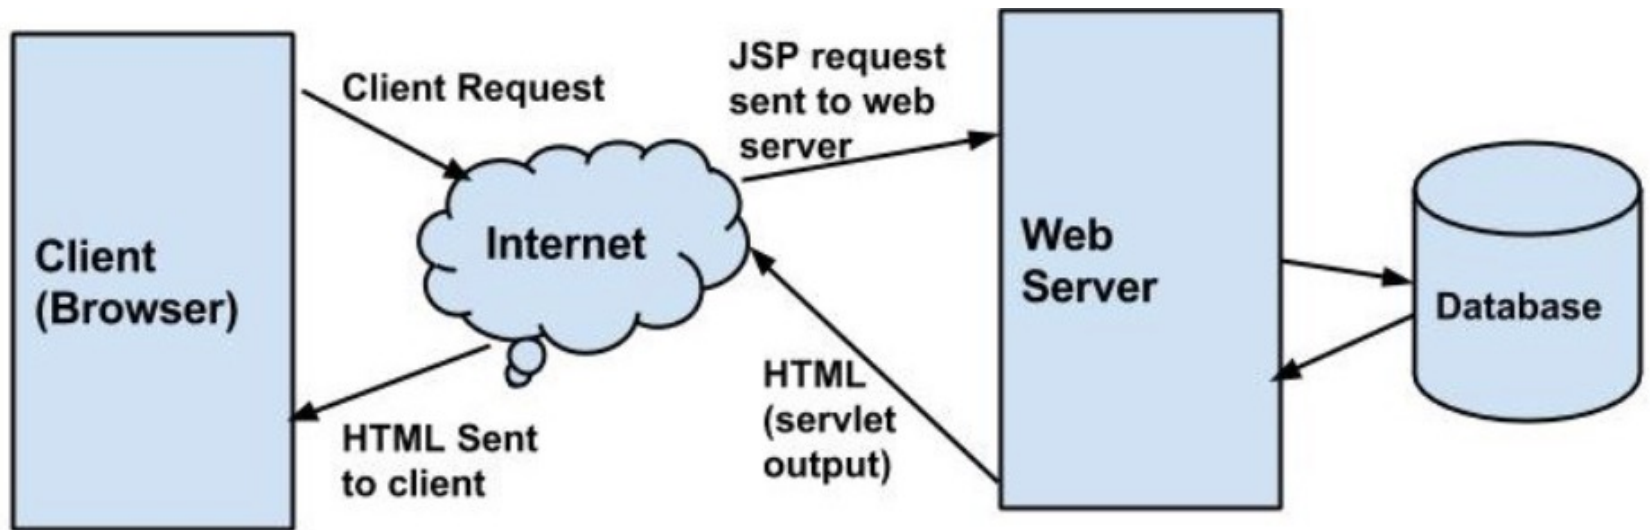 Client
(Browser)
Client Request
Internet
HTML Sent
to client
JSP request
sent to web
server
HTML
(servlet
output)
Web
Server
Database